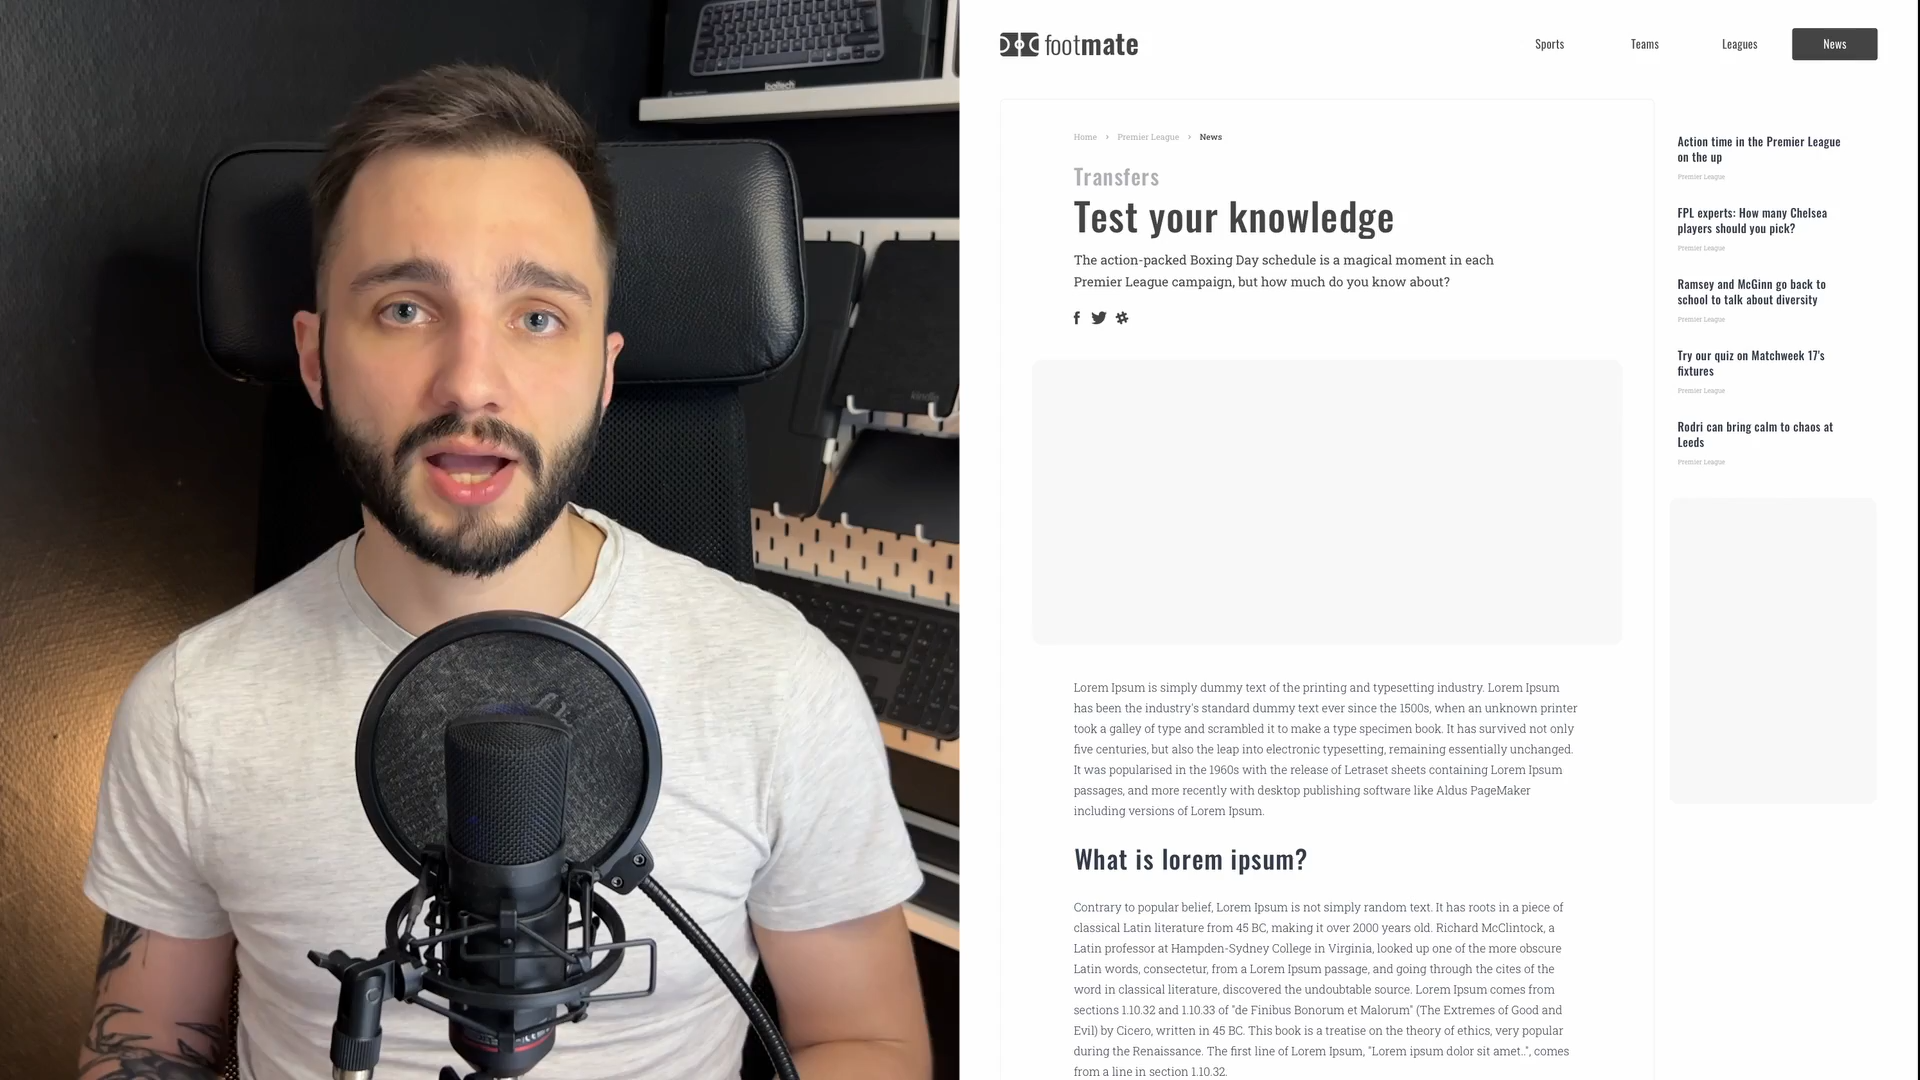 logitech
kindle
footmate
Sports
Teams
Leagues
News
Home > Premier League > News
Transfers
Test your knowledge
The action-packed Boxing Day schedule is a magical moment in each
Premier League campaign, but how much do you know about?
Lorem Ipsum is simply dummy text of the printing and typesetting industry. Lorem Ipsum
has been the industry's standard dummy text ever since the 1500s, when an unknown printer
took a galley of type and scrambled it to make a type specimen book. It has survived not only
five centuries, but also the leap into electronic typesetting, remaining essentially unchanged.
It was popularised in the 1960s with the release of Letraset sheets containing Lorem Ipsum
passages, and more recently with desktop publishing software like Aldus PageMaker
including versions of Lorem Ipsum.
What is lorem ipsum?
Contrary to popular belief, Lorem Ipsum is not simply random text. It has roots in a piece of
classical Latin literature from 45 BC, making it over 2000 years old. Richard McClintock, a
Latin professor at Hampden-Sydney College in Virginia, looked up one of the more obscure
Latin words, consectetur, from a Lorem Ipsum passage, and going through the cites of the
word in classical literature, discovered the undoubtable source. Lorem Ipsum comes from
sections 1.10.32 and 1.10.33 of "de Finibus Bonorum et Malorum" (The Extremes of Good and
Evil) by Cicero, written in 45 BC. This book is a treatise on the theory of ethics, very popular
during the Renaissance. The first line of Lorem Ipsum, "Lorem ipsum dolor sit amet..", comes
from a line in section 1.10.32.
Action time in the Premier League
on the up
Premier League
FPL experts: How many Chelsea
players should you pick?
Premier League
Ramsey and McGinn go back to
school to talk about diversity
Premier League
Try our quiz on Matchweek 17's
fixtures
Premier League
Rodri can bring calm to chaos at
Leeds
Premier League